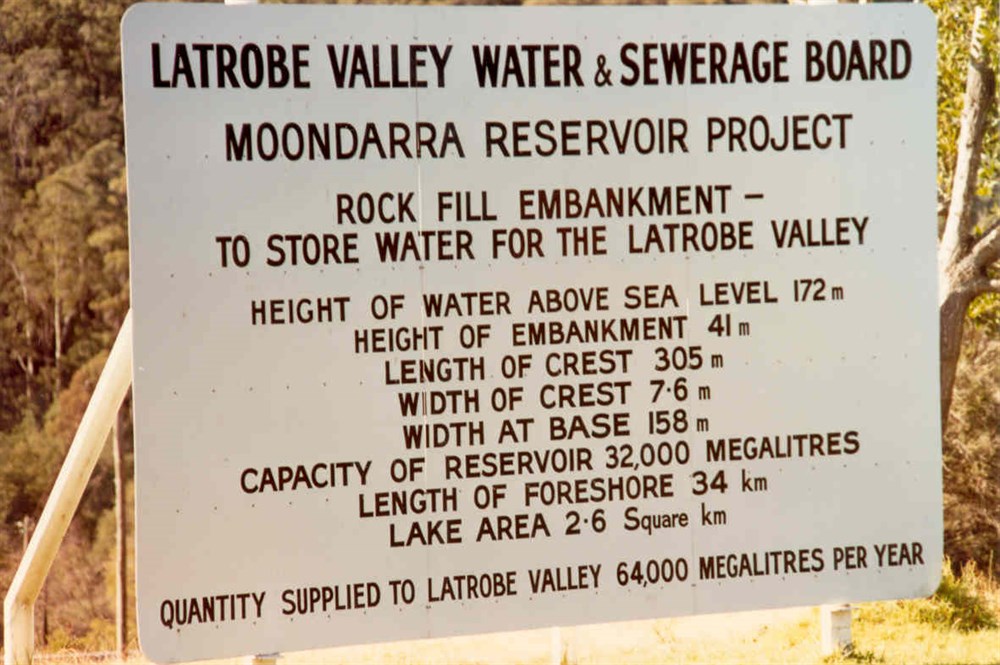 LATROBE VALLEY WATER & SEWERAGE BOARD
MOONDARRA RESERVOIR PROJECT
ROCK FILL EMBANKMENT –
TO STORE WATER FOR THE LATROBE VALLEY
HEIGHT OF WATER ABOVE SEA LEVEL 172 m
HEIGHT OF EMBANKMENT 41 m
LENGTH OF CREST 305 m
WIDTH OF CREST 7·6 m
WIDTH AT BASE 158 m
CAPACITY OF RESERVOIR 32,000 MEGALITRES
LENGTH OF FORESHORE 34 km
LAKE AREA 2·6 Square km
QUANTITY SUPPLIED TO LATROBE VALLEY 64,000 MEGALITRES PER YEAR